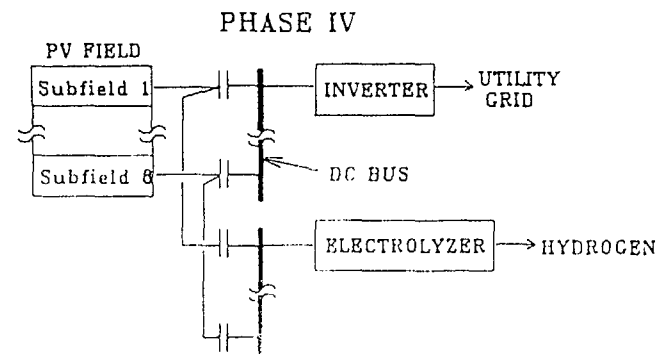 PHASE IV
PV FIELD
Subfield 1
Subfield 8
INVERTER
UTILITY
GRID
DC BUS
ELECTROLYZER
HYDROGEN